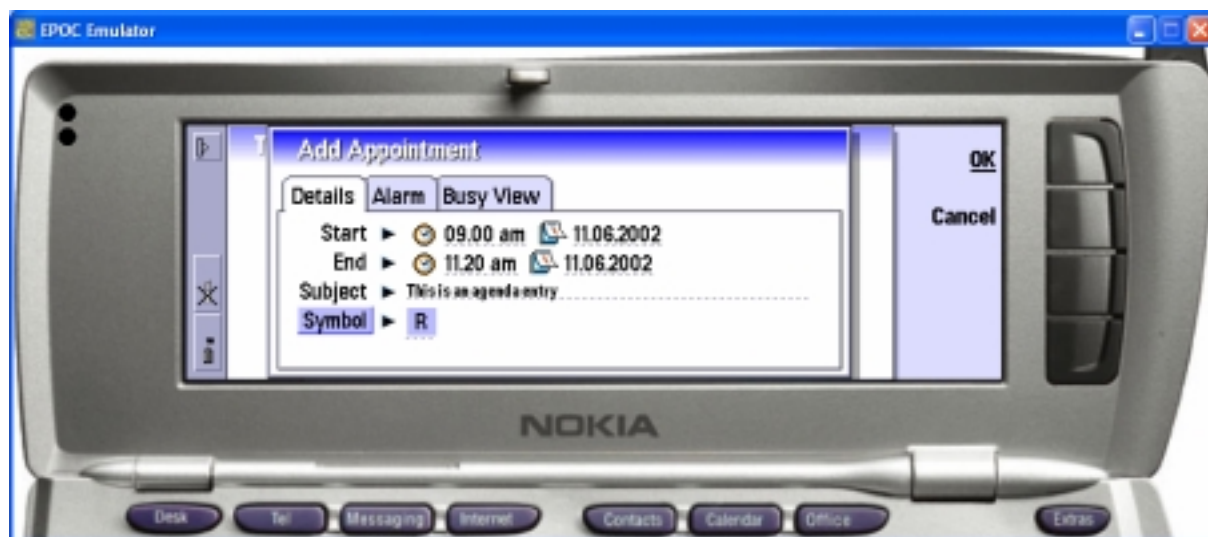 EPOC Emulator
T
Add Appointment
OK
Details Alarm Busy View
Cancel
Start 09.00 am 11.06.2002
End 11.20 am 11.06.2002
Subject This is an agenda entry
Symbol R
NOKIA
Desk Tel Messaging Internet Contacts Calendar Office Extras